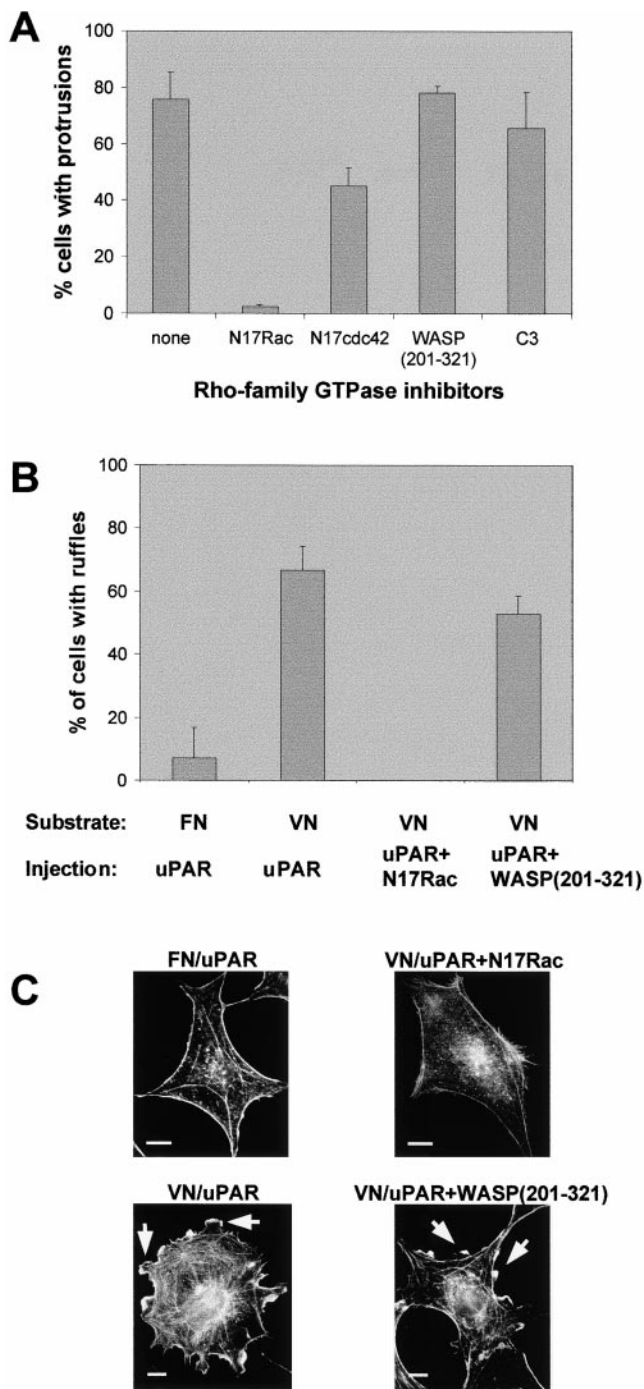 A
% cells with protrusions
100
80
60
40
20
0
none N17Rac N17cdc42 WASP (201-321) C3
Rho-family GTPase inhibitors
B
% of cells with ruffles
100
80
60
40
20
0
Substrate: FN VN VN VN
Injection: uPAR uPAR uPAR+ N17Rac uPAR+ WASP(201-321)
C
FN/uPAR VN/uPAR+N17Rac
VN/uPAR VN/uPAR+WASP(201-321)